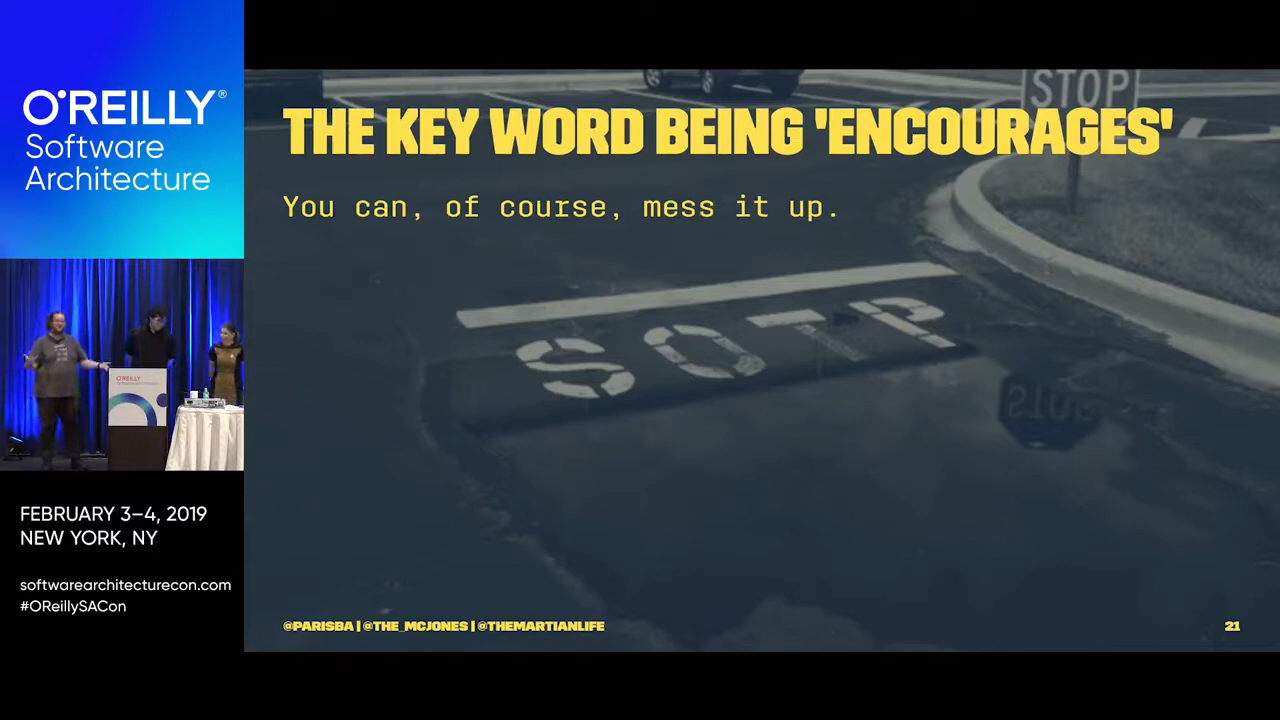 O'REILLY®
Software
Architecture
THE KEY WORD BEING 'ENCOURAGES'
You can, of course, mess it up.
STOP
SOTP
O'REILLY
FEBRUARY 3–4, 2019
NEW YORK, NY
softwarearchitecturecon.com
#OReillySACon
@PARISBA | @THE_MCJONES | @THEMARTIANLIFE
21